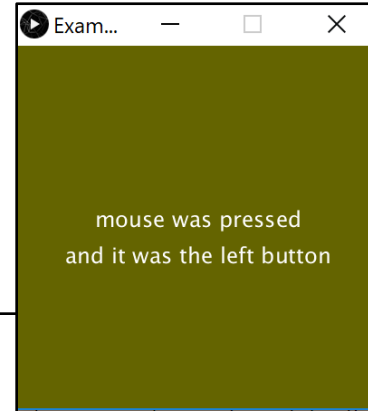 Exam...
mouse was pressed
and it was the left button